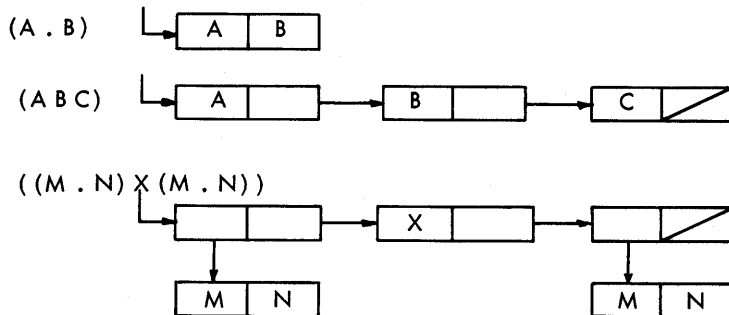 (A . B) A B
(A B C) A B C
((M . N) X (M . N))
X
M N M N